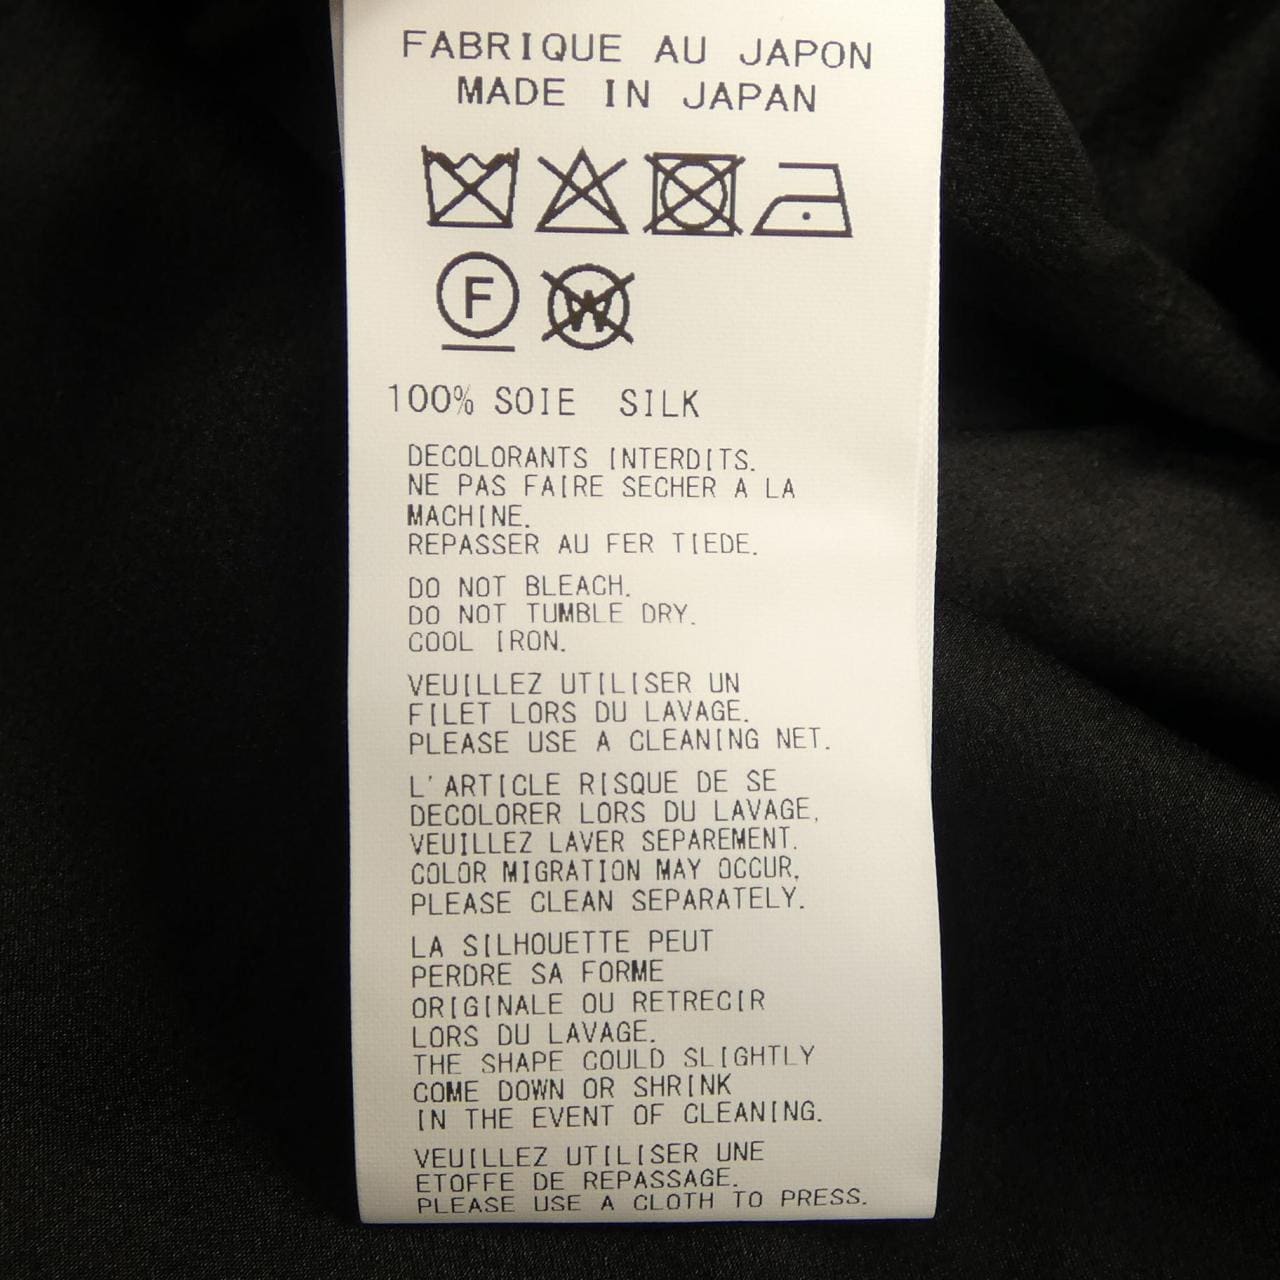 FABRIQUE AU JAPON
MADE IN JAPAN
F W
100% SOIE SILK
DECOLORANTS INTERDITS.
NE PAS FAIRE SECHER A LA
MACHINE.
REPASSER AU FER TIEDE.
DO NOT BLEACH.
DO NOT TUMBLE DRY.
COOL IRON.
VEUILLEZ UTILISER UN
FILET LORS DU LAVAGE.
PLEASE USE A CLEANING NET.
L'ARTICLE RISQUE DE SE
DECOLORER LORS DU LAVAGE,
VEUILLEZ LAVER SEPAREMENT.
COLOR MIGRATION MAY OCCUR,
PLEASE CLEAN SEPARATELY.
LA SILHOUETTE PEUT
PERDRE SA FORME
ORIGINALE OU RETRECIR
LORS DU LAVAGE.
THE SHAPE COULD SLIGHTLY
COME DOWN OR SHRINK
IN THE EVENT OF CLEANING.
VEUILLEZ UTILISER UNE
ETOFFE DE REPASSAGE.
PLEASE USE A CLOTH TO PRESS.